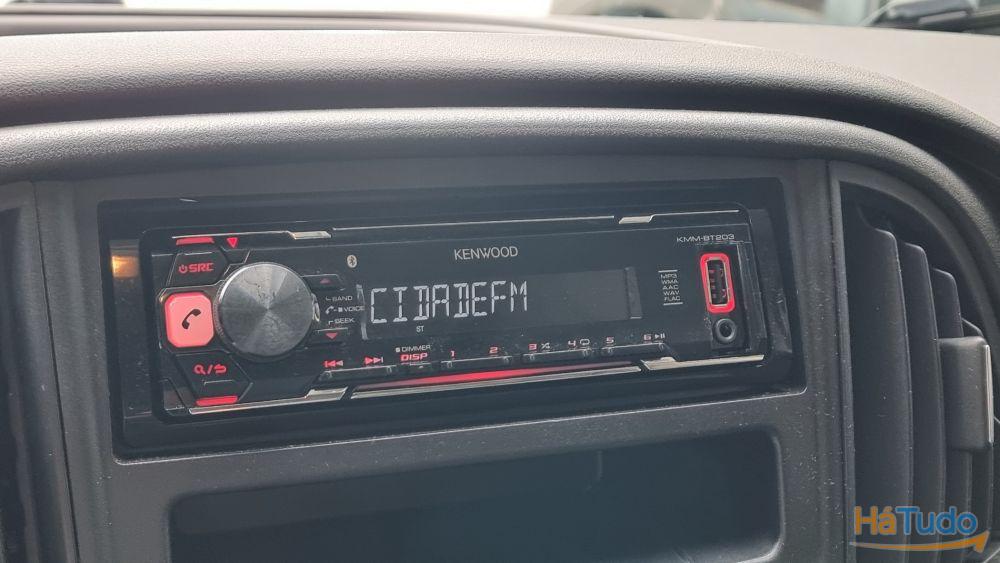 KENWOOD
KMM-BT203
SRC
BAND
VOICE
SEEK
CIDADEFM
ST
MP3
WMA
AAC
WAV
FLAC
DIMMER
DISP
1
2
3
4
5
6
HáTudo